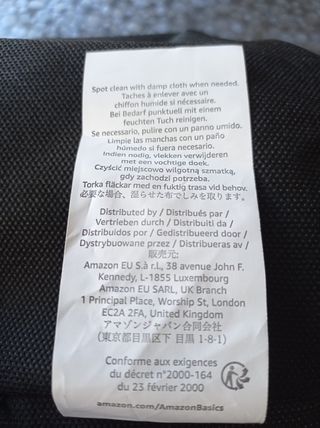 Spot clean with damp cloth when needed.
Taches à enlever avec un
chiffon humide si nécessaire.
Bei Bedarf punktuell mit einem
feuchten Tuch reinigen.
Se necessario, pulire con un panno umido.
Limpie las manchas con un paño
húmedo si fuera necesario.
Indien nodig, vlekken verwijderen
met een vochtige doek.
Czyścić miejscowo wilgotną szmatką,
gdy zachodzi potrzeba.
Torka fläckar med en fuktig trasa vid behov.
必要な場合、湿らせた布でしみを取ります。
Distributed by / Distribués par /
Vertrieben durch / Distribuiti da /
Distribuidos por / Gedistribueerd door /
Dystrybuowane przez / Distribueras av /
販売元:
Amazon EU S.à r.l., 38 avenue John F.
Kennedy, L-1855 Luxembourg
Amazon EU SARL, UK Branch
1 Principal Place, Worship St, London
EC2A 2FA, United Kingdom
アマゾンジャパン合同会社
(東京都目黒区下 目黒 1-8-1)
Conforme aux exigences
du décret n°2000-164
du 23 février 2000
amazon.com/AmazonBasics